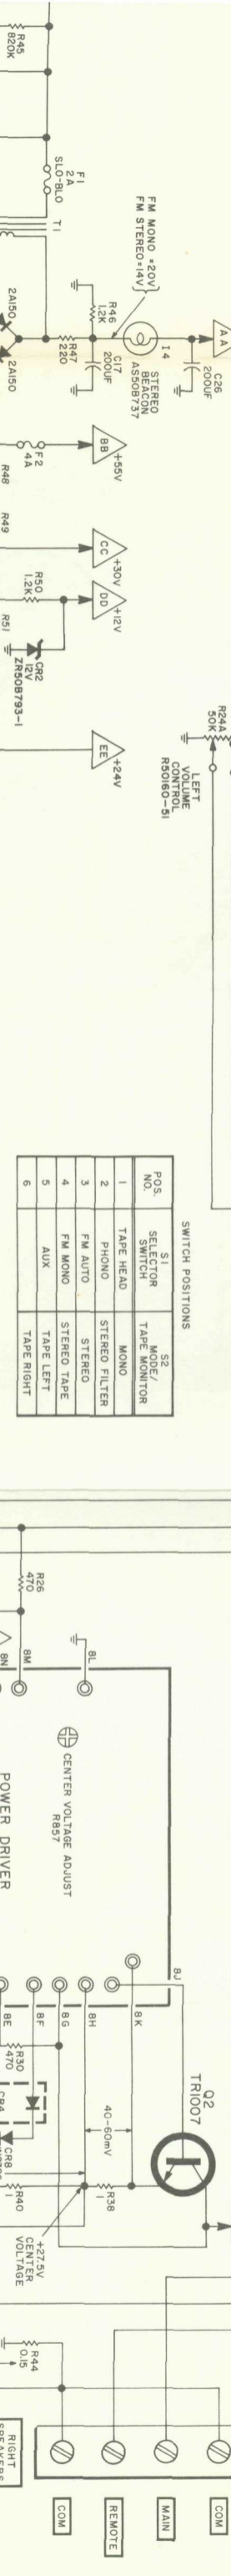 R45
820K
F1
2A
SLO-BLO
T1
2A150
2A150
FM MONO = 20V
FM STEREO = 14V
R46
1.2K
R47
220
C17
200UF
I4
STEREO
BEACON
AS50B737
C26
200UF
AA
F2
4A
BB
+55V
R48
R49
CC
+30V
R50
1.2K
DD
+12V
R51
CR2
12V
ZR50B793-1
EE
+24V
R24A
50K
LEFT
VOLUME
CONTROL
R50160-51
SWITCH POSITIONS
POS. NO. S1 SELECTOR SWITCH S2 MODE/ TAPE MONITOR
1 TAPE HEAD MONO
2 PHONO STEREO FILTER
3 FM AUTO STEREO
4 FM MONO STEREO TAPE
5 AUX TAPE LEFT
6 TAPE RIGHT
R26
470
8M
8N
8L
CENTER VOLTAGE ADJUST
R857
POWER DRIVER
8J
8K
8H
8G
8F
8E
Q2
TR1007
R30
470
CR4
CR8
40-60mV
R38
1
R40
1
+27.5V
CENTER
VOLTAGE
R44
0.15
COM
MAIN
REMOTE
COM
RIGHT
SPEAKERS